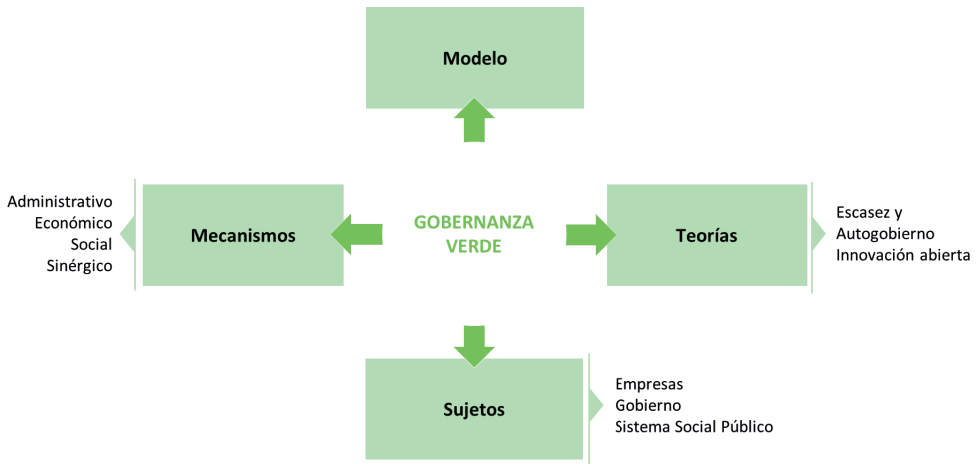 Modelo
Administrativo
Económico
Social
Sinérgico
Mecanismos
GOBERNANZA
VERDE
Teorías
Escasez y
Autogobierno
Innovación abierta
Sujetos
Empresas
Gobierno
Sistema Social Público